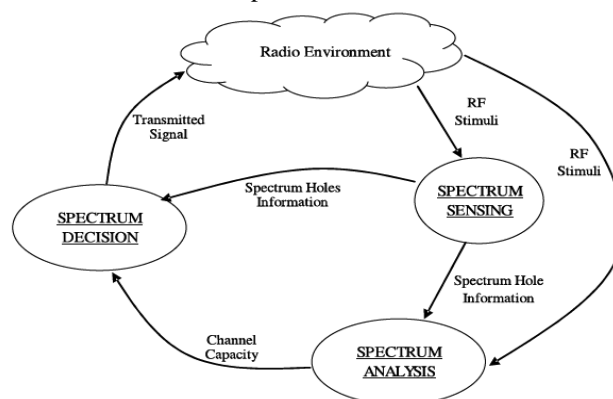 Radio Environment
RF
Stimuli
Transmitted
Signal
RF
Stimuli
Spectrum Holes
Information
SPECTRUM
SENSING
SPECTRUM
DECISION
Spectrum Hole
Information
Channel
Capacity
SPECTRUM
ANALYSIS